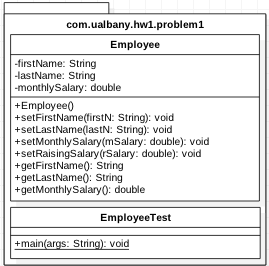 com.ualbany.hw1.problem1
Employee
-firstName: String
-lastName: String
-monthlySalary: double
+Employee()
+setFirstName(firstN: String): void
+setLastName(lastN: String): void
+setMonthlySalary(mSalary: double): void
+setRaisingSalary(rSalary: double): void
+getFirstName(): String
+getLastName(): String
+getMonthlySalary(): double
EmployeeTest
+main(args: String): void